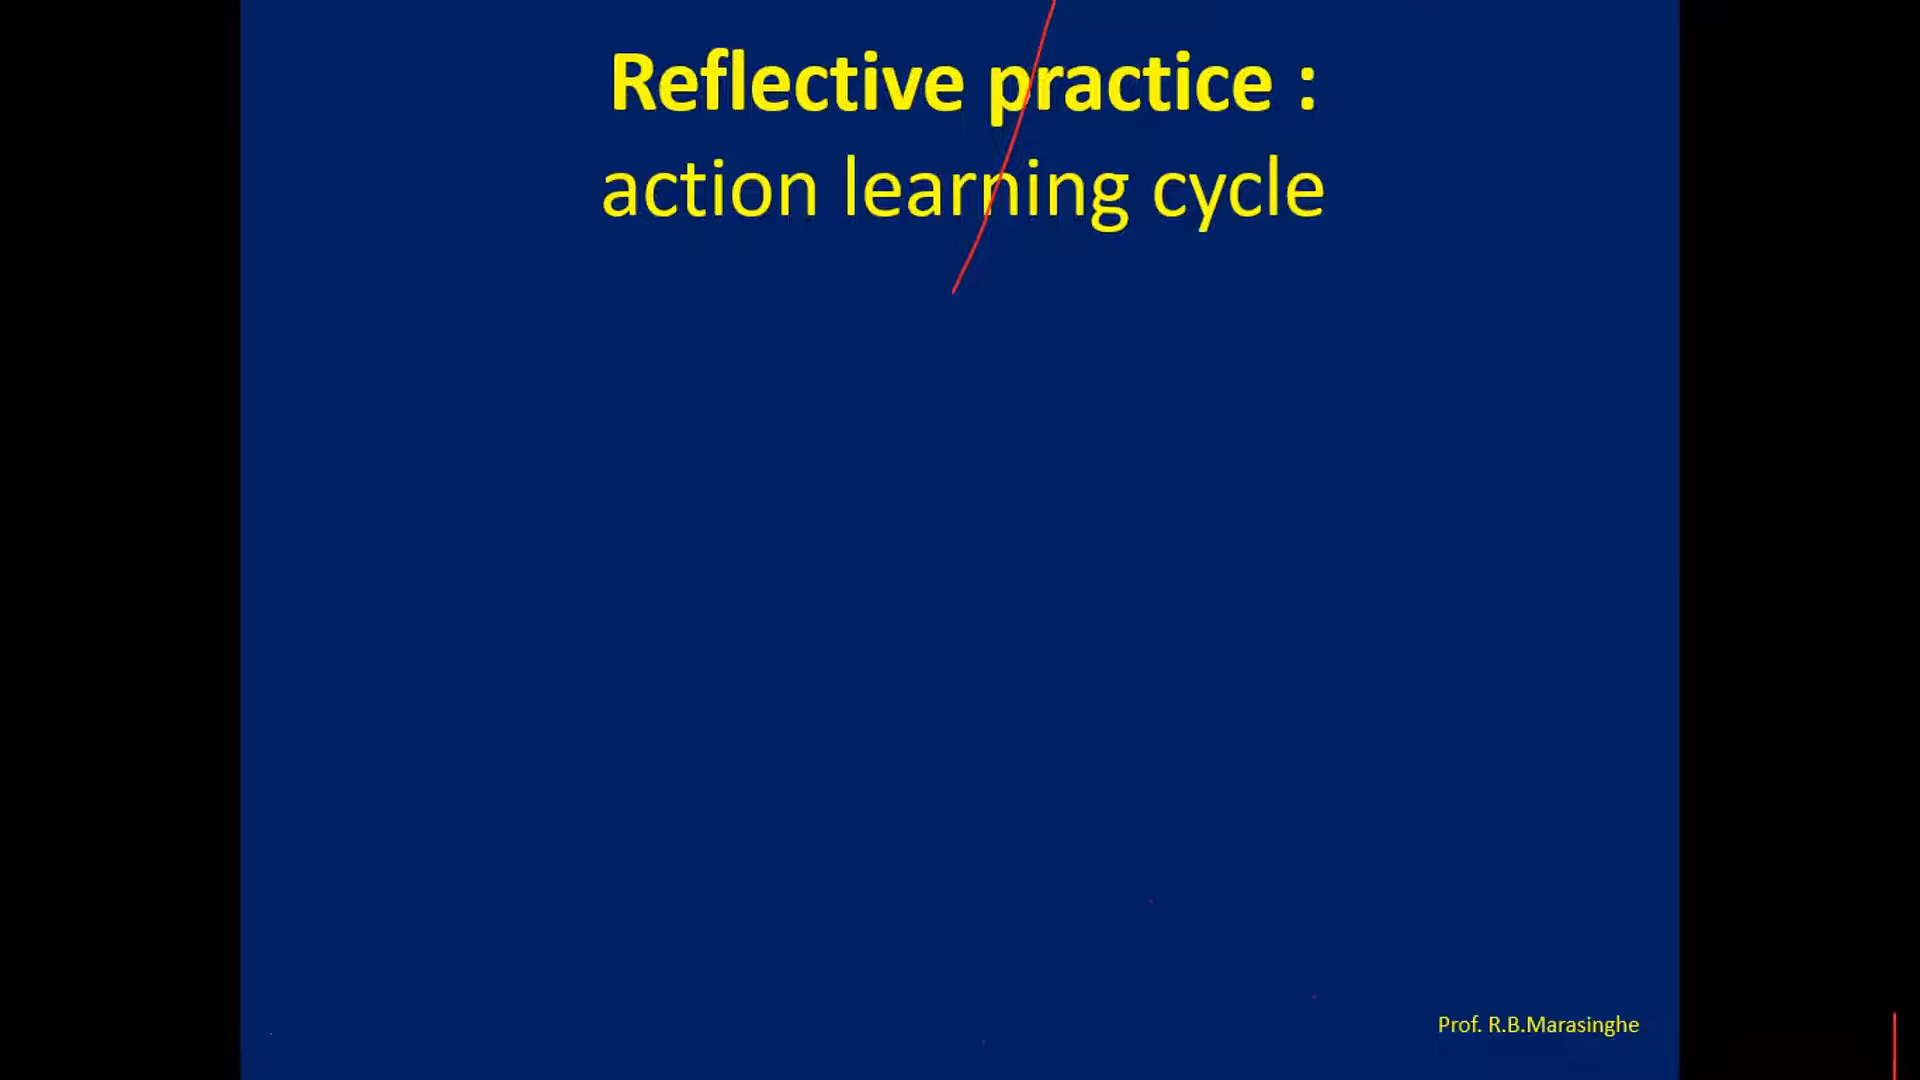 Reflective practice :
action learning cycle
Prof. R.B.Marasinghe